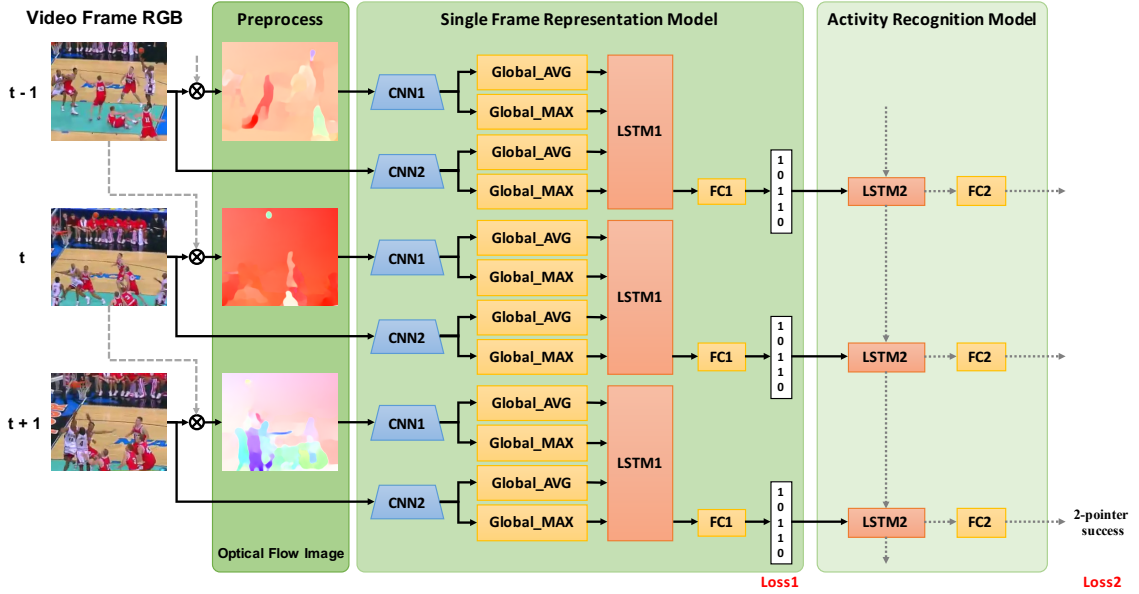 Video Frame RGB
Preprocess
Single Frame Representation Model
Activity Recognition Model
t - 1
CNN1
Global_AVG
Global_MAX
CNN2
Global_AVG
Global_MAX
LSTM1
FC1
1
0
1
1
0
LSTM2
FC2
t
CNN1
Global_AVG
Global_MAX
CNN2
Global_AVG
Global_MAX
LSTM1
FC1
1
0
1
1
0
LSTM2
FC2
t + 1
CNN1
Global_AVG
Global_MAX
CNN2
Global_AVG
Global_MAX
LSTM1
FC1
1
0
1
1
0
LSTM2
FC2
2-pointer
success
Optical Flow Image
Loss1
Loss2